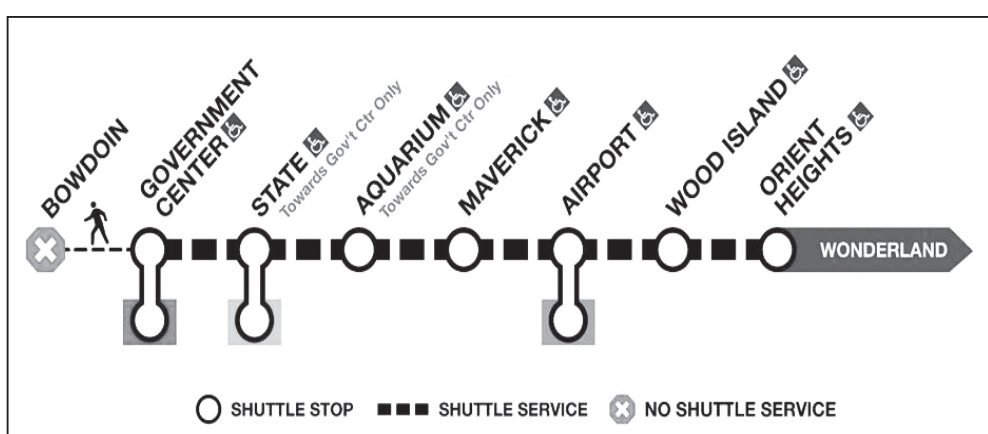 BOWDOIN
GOVERNMENT
CENTER
STATE
Towards Gov't Ctr Only
AQUARIUM
Towards Gov't Ctr Only
MAVERICK
AIRPORT
WOOD ISLAND
ORIENT
HEIGHTS
WONDERLAND
SHUTTLE STOP
SHUTTLE SERVICE
NO SHUTTLE SERVICE